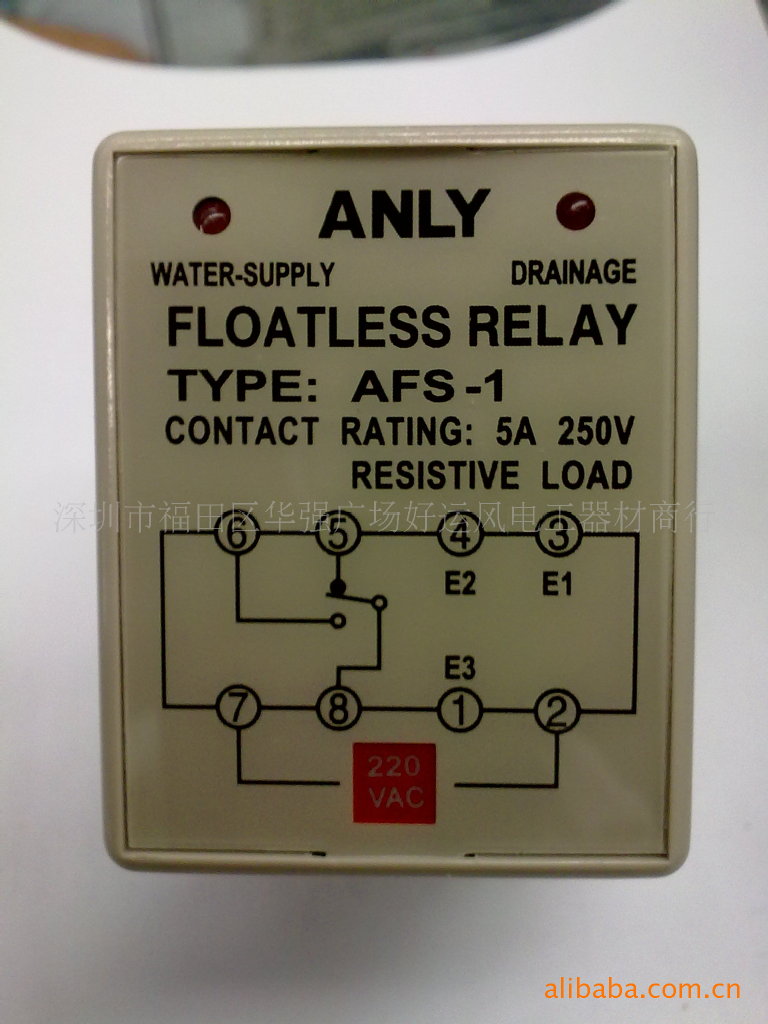 ANLY
WATER-SUPPLY DRAINAGE
FLOATLESS RELAY
TYPE: AFS-1
CONTACT RATING: 5A 250V
RESISTIVE LOAD
深圳市福田区华强广场好运风电工器材商行
6 5 4 3
E2 E1
E3
7 8 1 2
220
VAC
alibaba.com.cn